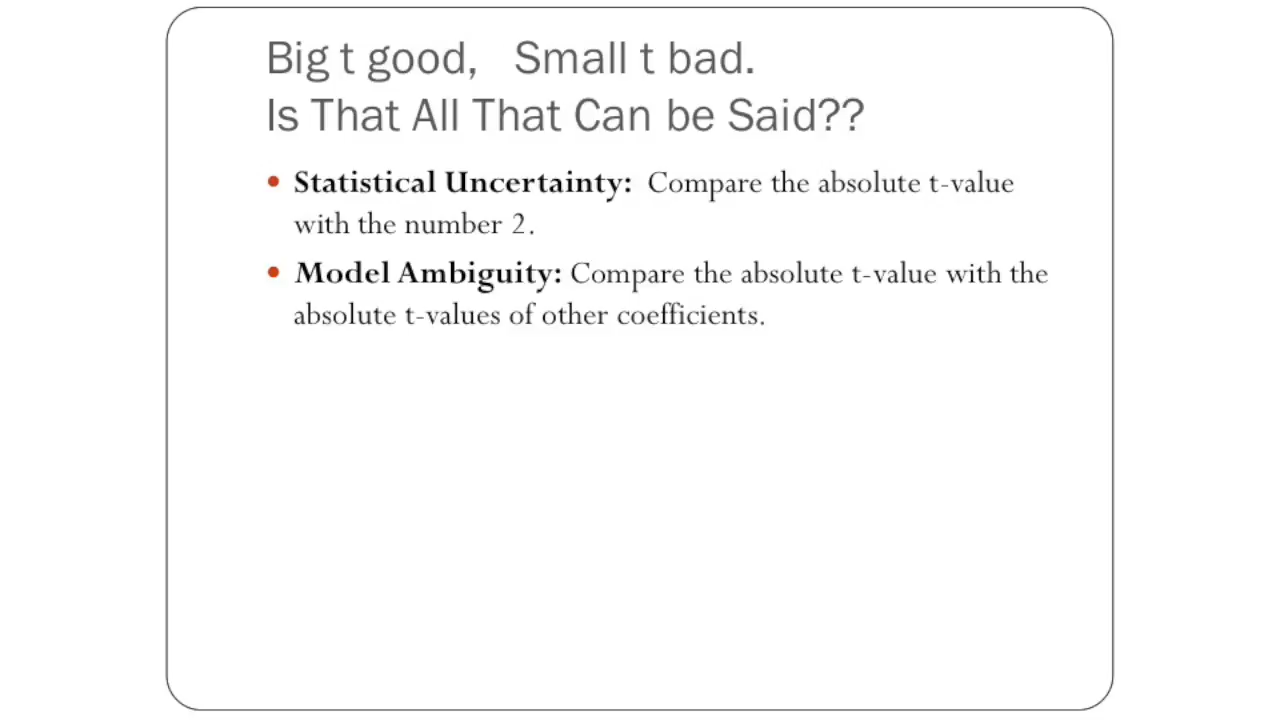 Big t good, Small t bad.
Is That All That Can be Said??
• Statistical Uncertainty: Compare the absolute t-value
with the number 2.
• Model Ambiguity: Compare the absolute t-value with the
absolute t-values of other coefficients.